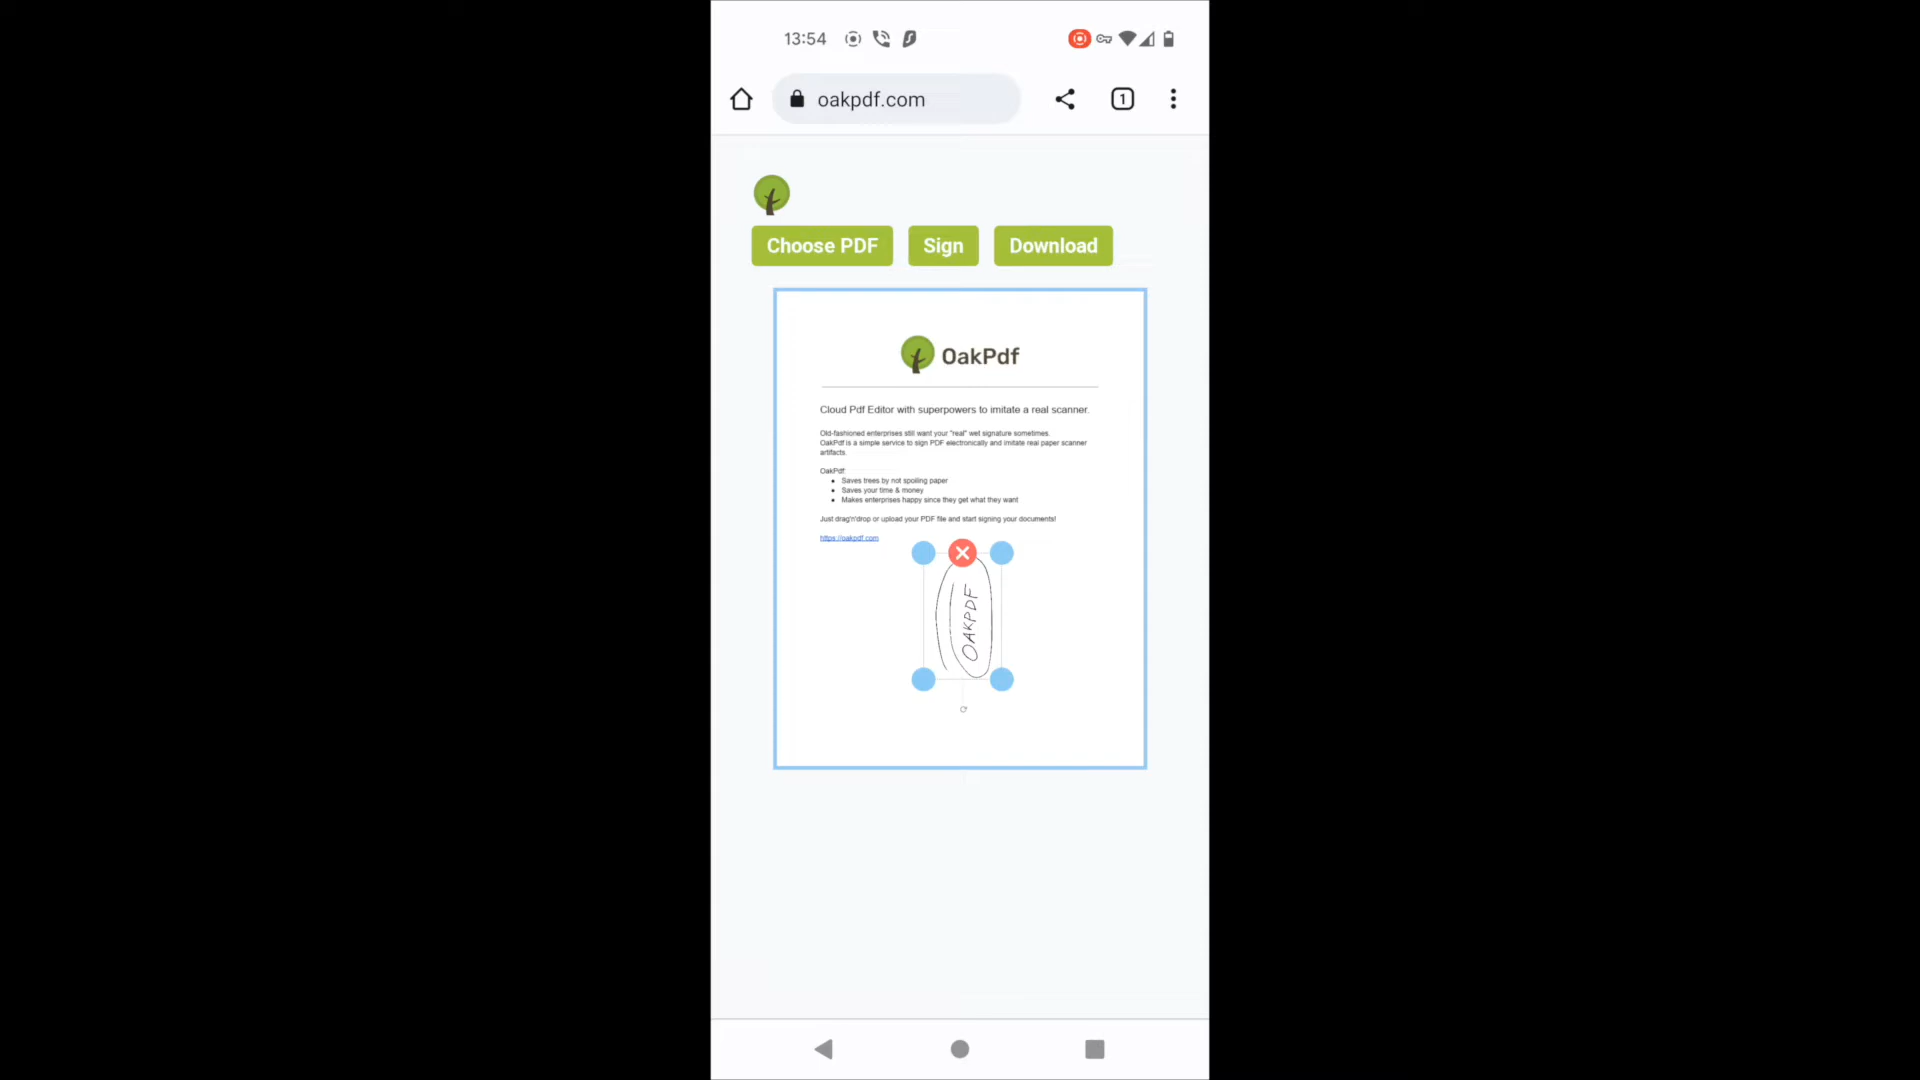 13:54
oakpdf.com
1
Choose PDF
Sign
Download
OakPdf
Cloud Pdf Editor with superpowers to imitate a real scanner.
Old-fashioned enterprises still want your "real" wet signature sometimes.
OakPdf is a simple service to sign PDF electronically and imitate real paper scanner
artifacts.
OakPdf:
Saves trees by not spoiling paper
Saves your time & money
Makes enterprises happy since they get what they want
Just drag'n'drop or upload your PDF file and start signing your documents!
https://oakpdf.com
OAKPDF